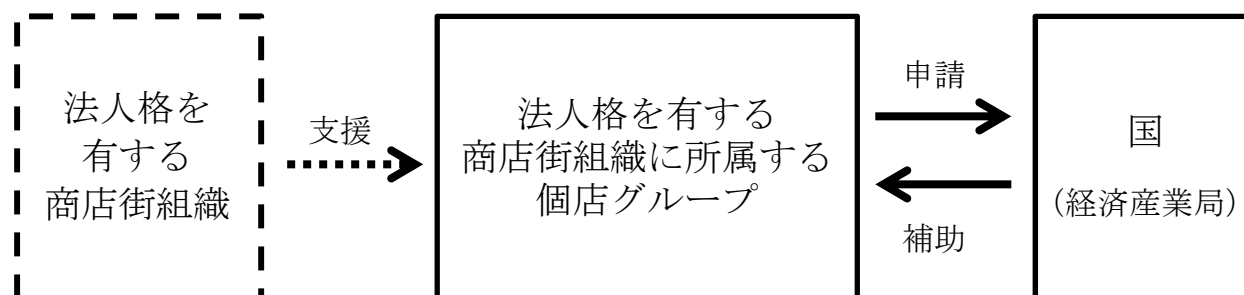 法人格を
有する
商店街組織
支援
法人格を有する
商店街組織に所属する
個店グループ
申請
補助
国
（経済産業局）